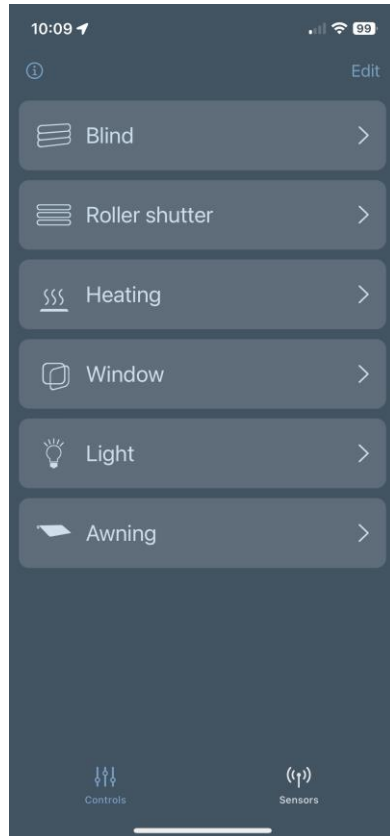 10:09
99
Edit
Blind
Roller shutter
Heating
Window
Light
Awning
Controls
Sensors